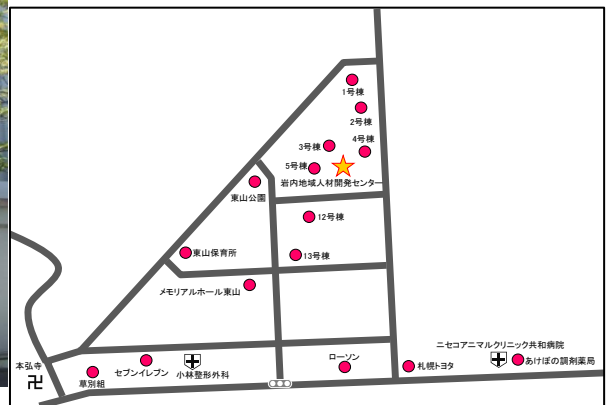 1号棟
2号棟
3号棟
4号棟
5号棟
岩内地域人材開発センター
東山公園
12号棟
東山保育所
13号棟
メモリアルホール東山
ニセコアニマルクリニック共和病院
本弘寺
卍
草別組
セブンイレブン
小林整形外科
ローソン
札幌トヨタ
あけぼの調剤薬局